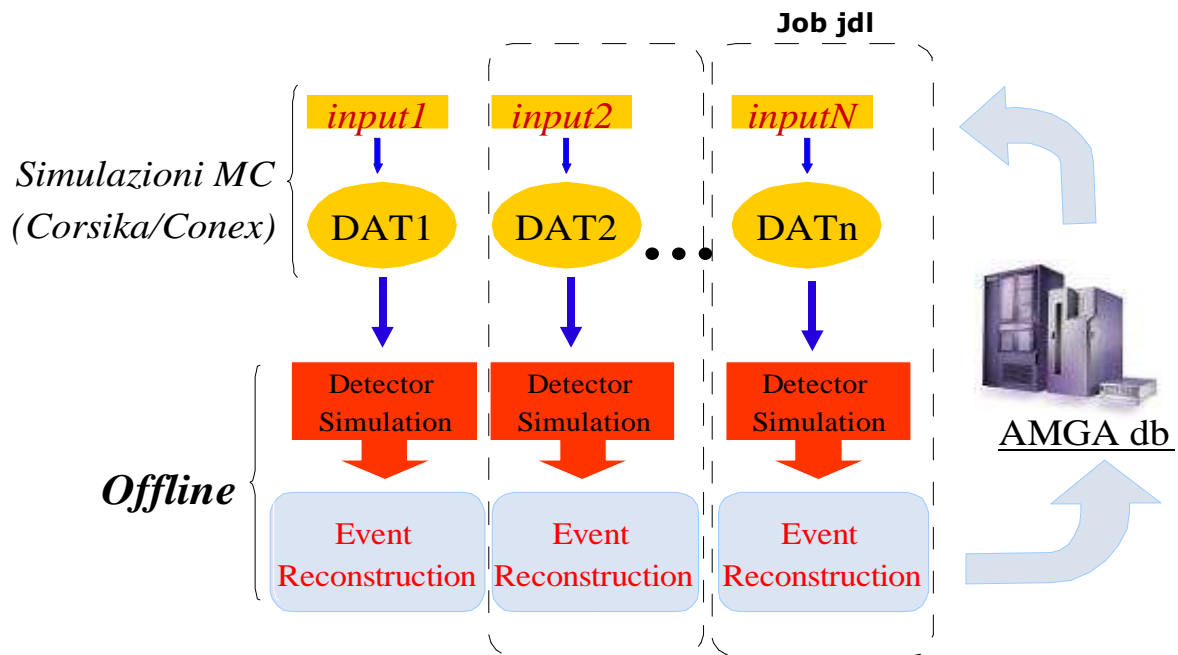 Job jdl
input1
input2
inputN
Simulazioni MC
(Corsika/Conex)
DAT1
DAT2
...
DATn
Detector
Simulation
Detector
Simulation
Detector
Simulation
AMGA db
Offline
Event
Reconstruction
Event
Reconstruction
Event
Reconstruction